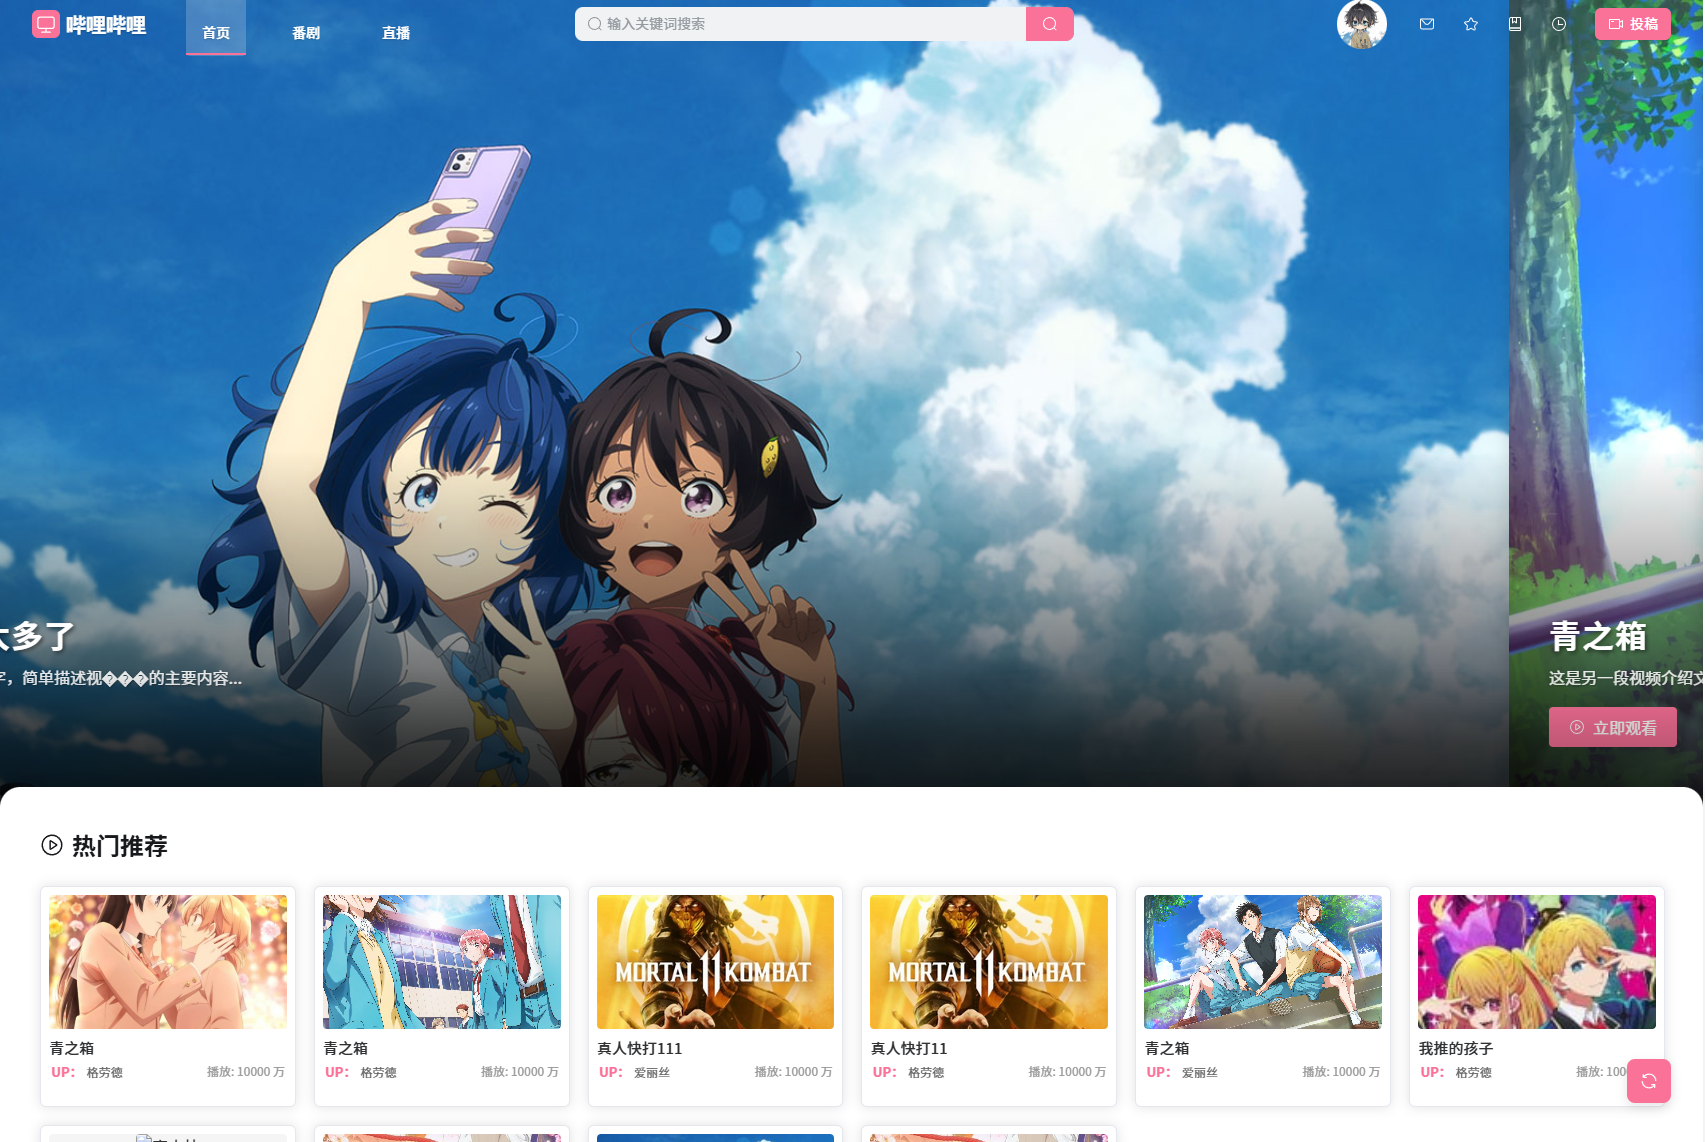 哔哩哔哩
首页 番剧 直播
输入关键词搜索
投稿
太多了
字，简单描述视���的主要内容...
青之箱
这是另一段视频介绍文
立即观看
热门推荐
MORTAL 11 KOMBAT
MORTAL 11 KOMBAT
青之箱
UP： 格劳德 播放: 10000 万
青之箱
UP： 格劳德 播放: 10000 万
真人快打111
UP： 爱丽丝 播放: 10000 万
真人快打11
UP： 格劳德 播放: 10000 万
青之箱
UP： 爱丽丝 播放: 10000 万
我推的孩子
UP： 格劳德 播放: 100